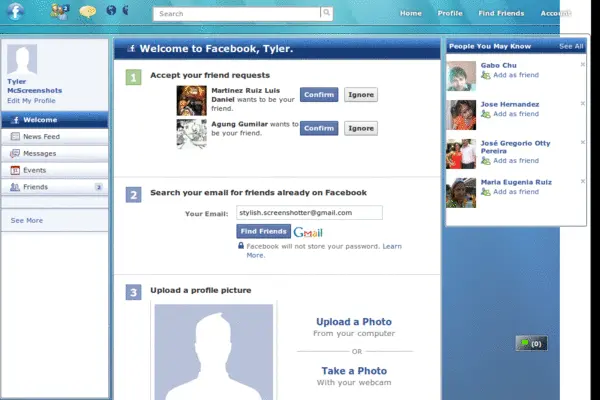 2
Search
Home Profile Find Friends Account
Tyler
McScreenshots
Edit My Profile
Welcome
News Feed
Messages
Events
Friends 3
See More
Welcome to Facebook, Tyler.
1 Accept your friend requests
Martinez Ruiz Luis
Daniel wants to be your
friend.
Confirm Ignore
Agung Gumilar wants to
be your friend.
Confirm Ignore
2 Search your email for friends already on Facebook
Your Email: stylish.screenshotter@gmail.com
Find Friends Gmail
Facebook will not store your password. Learn
More.
3 Upload a profile picture
Upload a Photo
From your computer
OR
Take a Photo
With your webcam
People You May Know See All
Gabo Chu
Add as friend
Jose Hernandez
Add as friend
José Gregorio Otty
Pereira
Add as friend
Maria Eugenia Ruiz
Add as friend
(0)